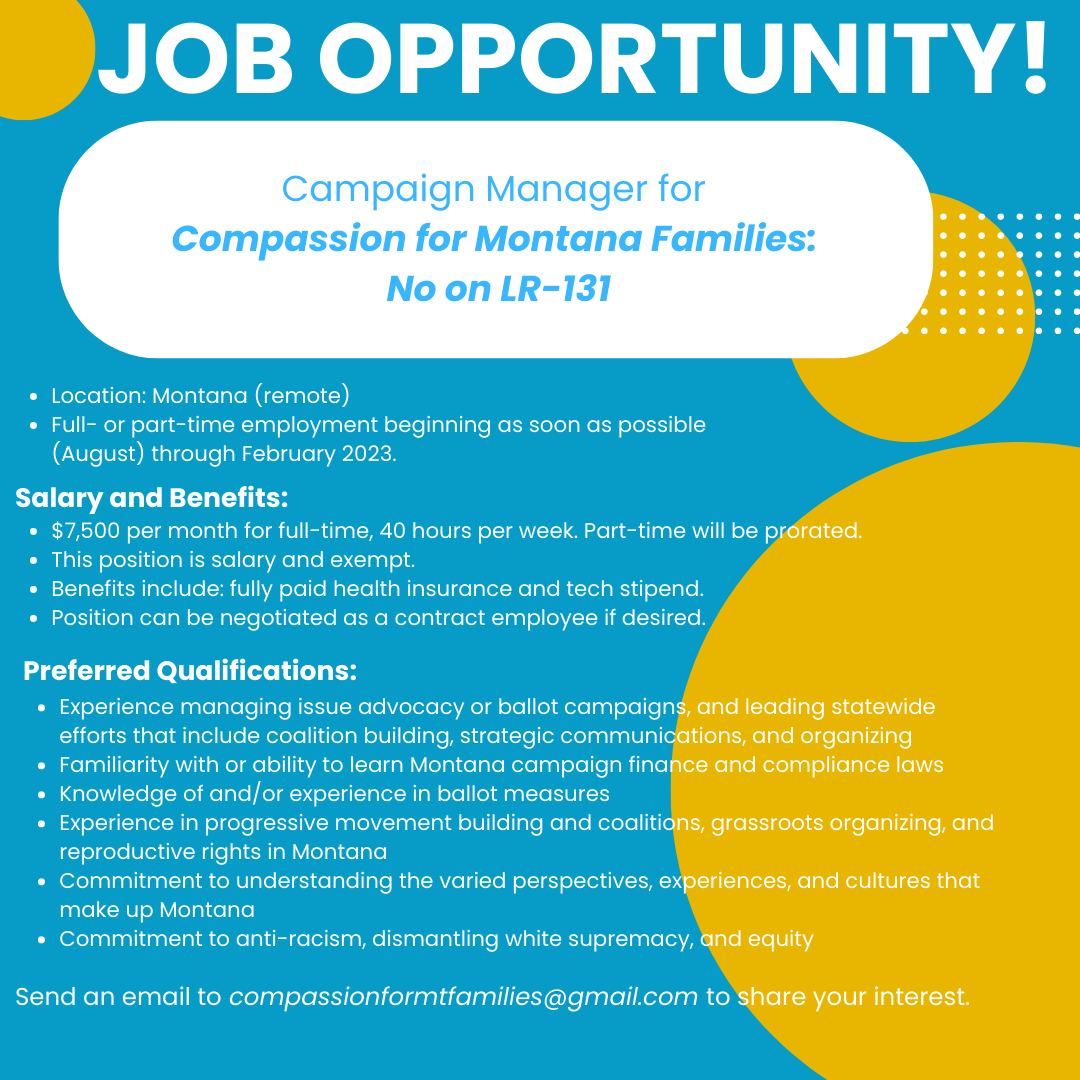 JOB OPPORTUNITY!
Campaign Manager for
Compassion for Montana Families:
No on LR-131
• Location: Montana (remote)
• Full- or part-time employment beginning as soon as possible
(August) through February 2023.
Salary and Benefits:
• $7,500 per month for full-time, 40 hours per week. Part-time will be prorated.
• This position is salary and exempt.
• Benefits include: fully paid health insurance and tech stipend.
• Position can be negotiated as a contract employee if desired.
Preferred Qualifications:
• Experience managing issue advocacy or ballot campaigns, and leading statewide
efforts that include coalition building, strategic communications, and organizing
• Familiarity with or ability to learn Montana campaign finance and compliance laws
• Knowledge of and/or experience in ballot measures
• Experience in progressive movement building and coalitions, grassroots organizing, and
reproductive rights in Montana
• Commitment to understanding the varied perspectives, experiences, and cultures that
make up Montana
• Commitment to anti-racism, dismantling white supremacy, and equity
Send an email to compassionformtfamilies@gmail.com to share your interest.